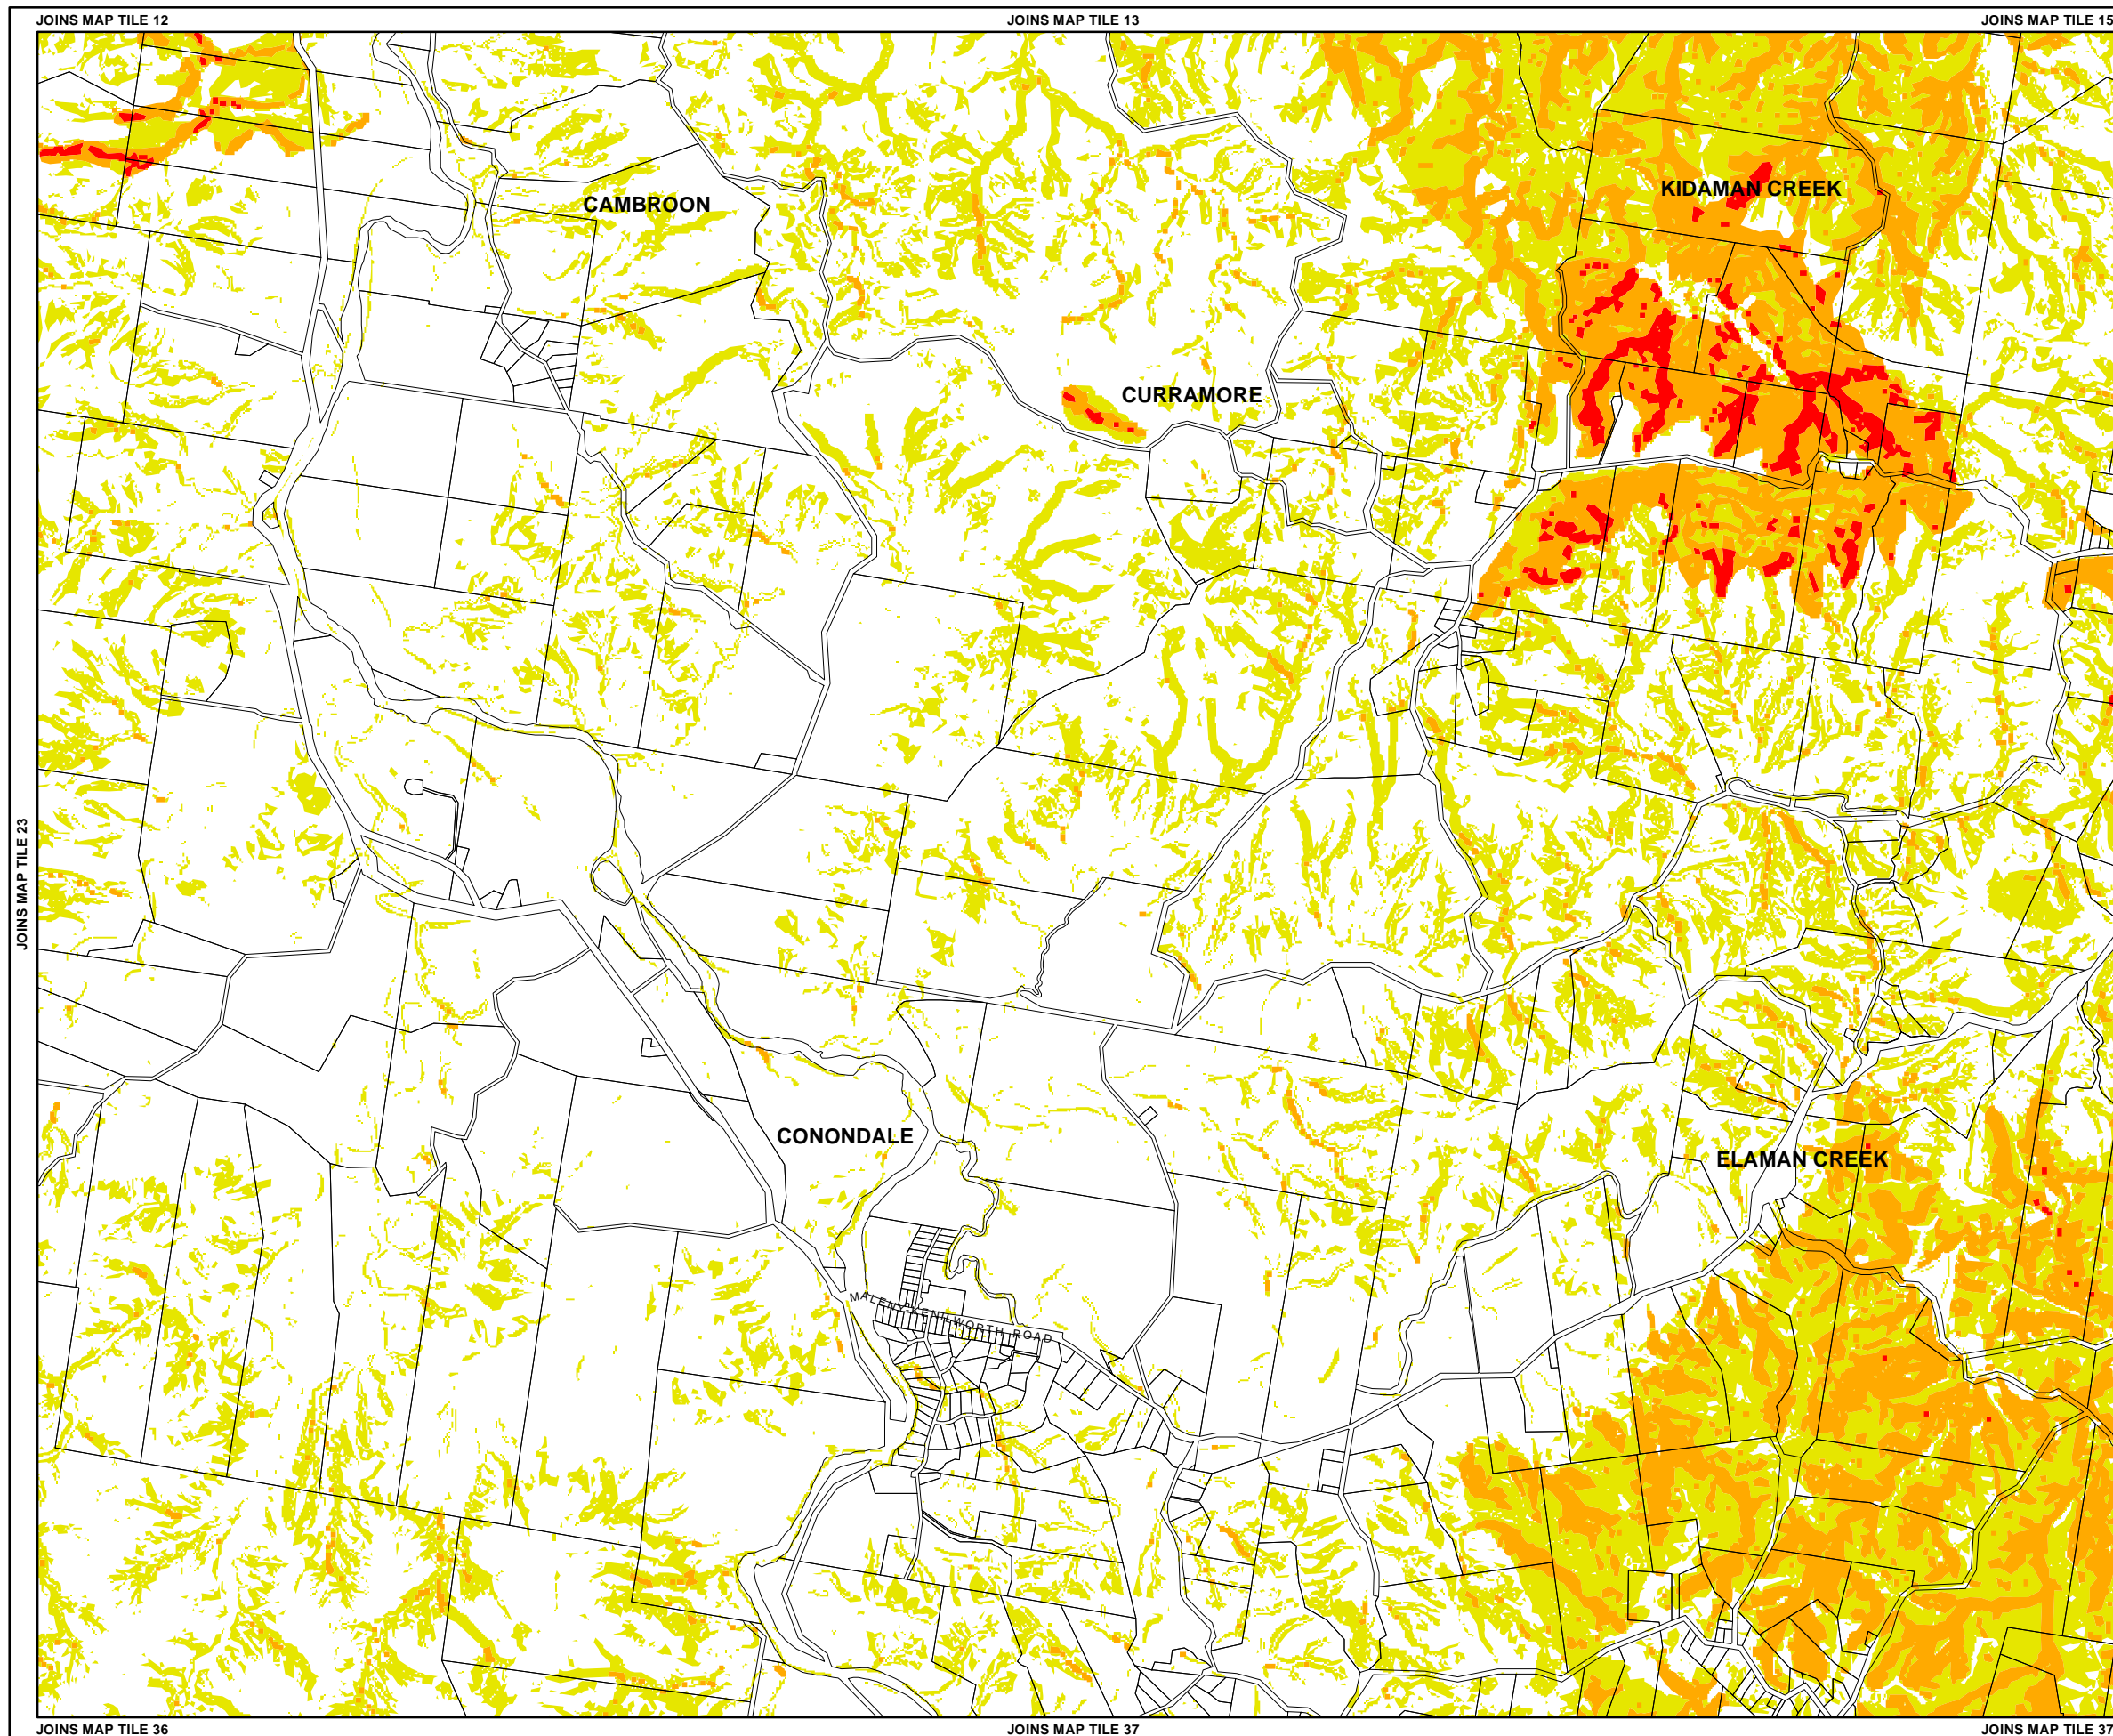 JOINS MAP TILE 12
JOINS MAP TILE 13
JOINS MAP TILE 15
KIDAMAN CREEK
CAMBROON
CURRAMORE
JOINS MAP TILE 23
CONONDALE
ELAMAN CREEK
MALENY KENILWORTH ROAD
JOINS MAP TILE 36
JOINS MAP TILE 37
JOINS MAP TILE 37